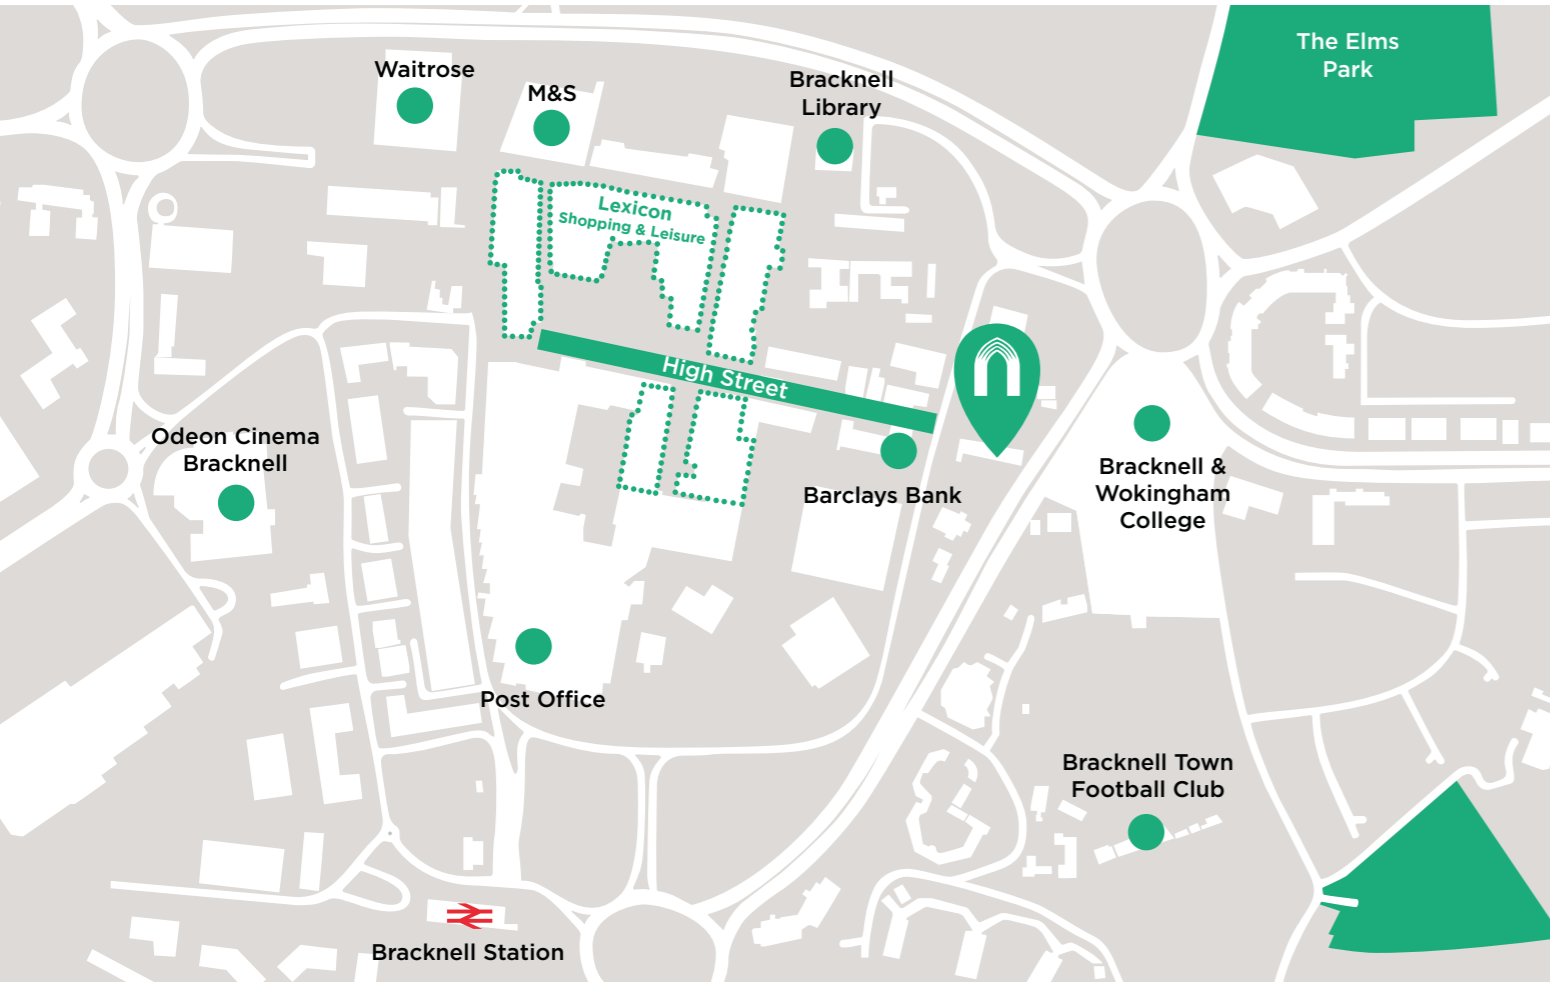 The Elms
Park
Waitrose
M&S
Bracknell
Library
Lexicon
Shopping & Leisure
High Street
Odeon Cinema
Bracknell
Barclays Bank
Bracknell &
Wokingham
College
Post Office
Bracknell Town
Football Club
Bracknell Station